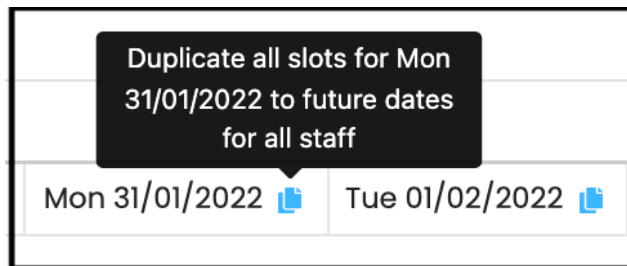 Duplicate all slots for Mon
31/01/2022 to future dates
for all staff
Mon 31/01/2022 Tue 01/02/2022